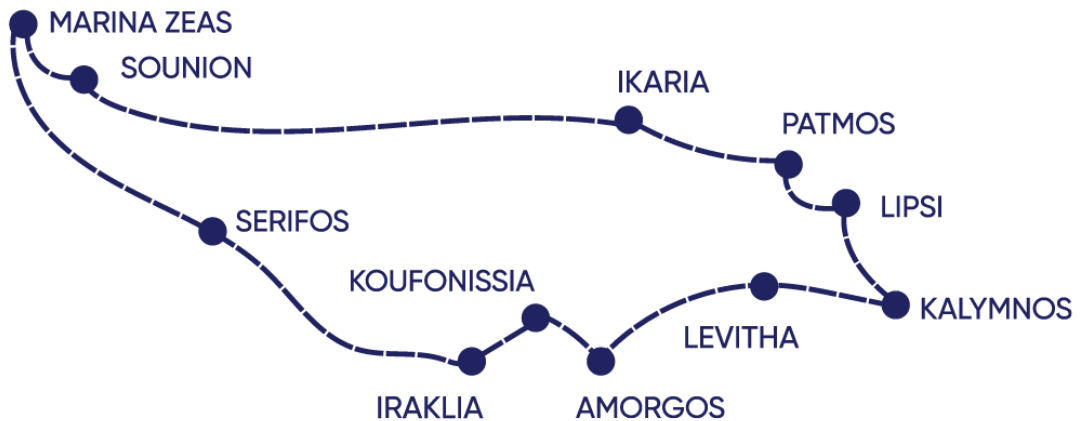 MARINA ZEAS
SOUNION
IKARIA
PATMOS
LIPSI
SERIFOS
KOUFONISSIA
KALYMNOS
LEVITHA
IRAKLIA
AMORGOS